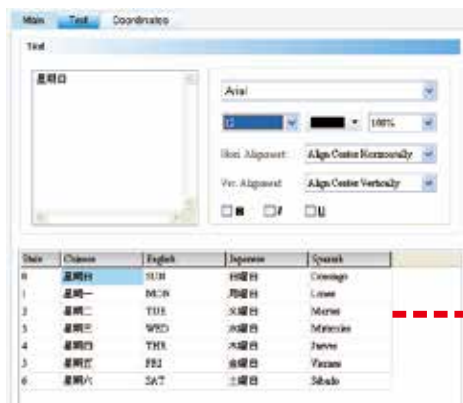 Main Text Coordinates
Text
星期日
Arial
12 100%
Hori. Alignment: Align Center Horizontally
Ver. Alignment Align Center Vertically
B I U
State Chinese English Japanese Spanish
0 星期日 SUN 日曜日 Domingo
1 星期一 MON 月曜日 Lunes
2 星期二 TUE 火曜日 Martes
3 星期三 WED 水曜日 Miercoles
4 星期四 THR 木曜日 Jueves
5 星期五 FRI 金曜日 Viernes
6 星期六 SAT 土曜日 Sábado